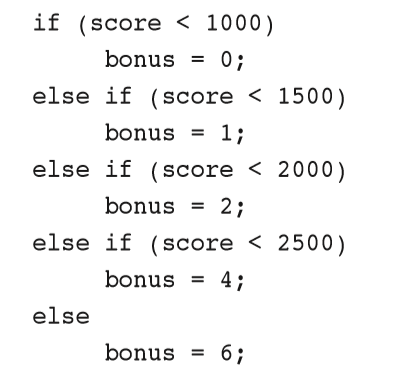 if (score < 1000)
bonus = 0;
else if (score < 1500)
bonus = 1;
else if (score < 2000)
bonus = 2;
else if (score < 2500)
bonus = 4;
else
bonus = 6;